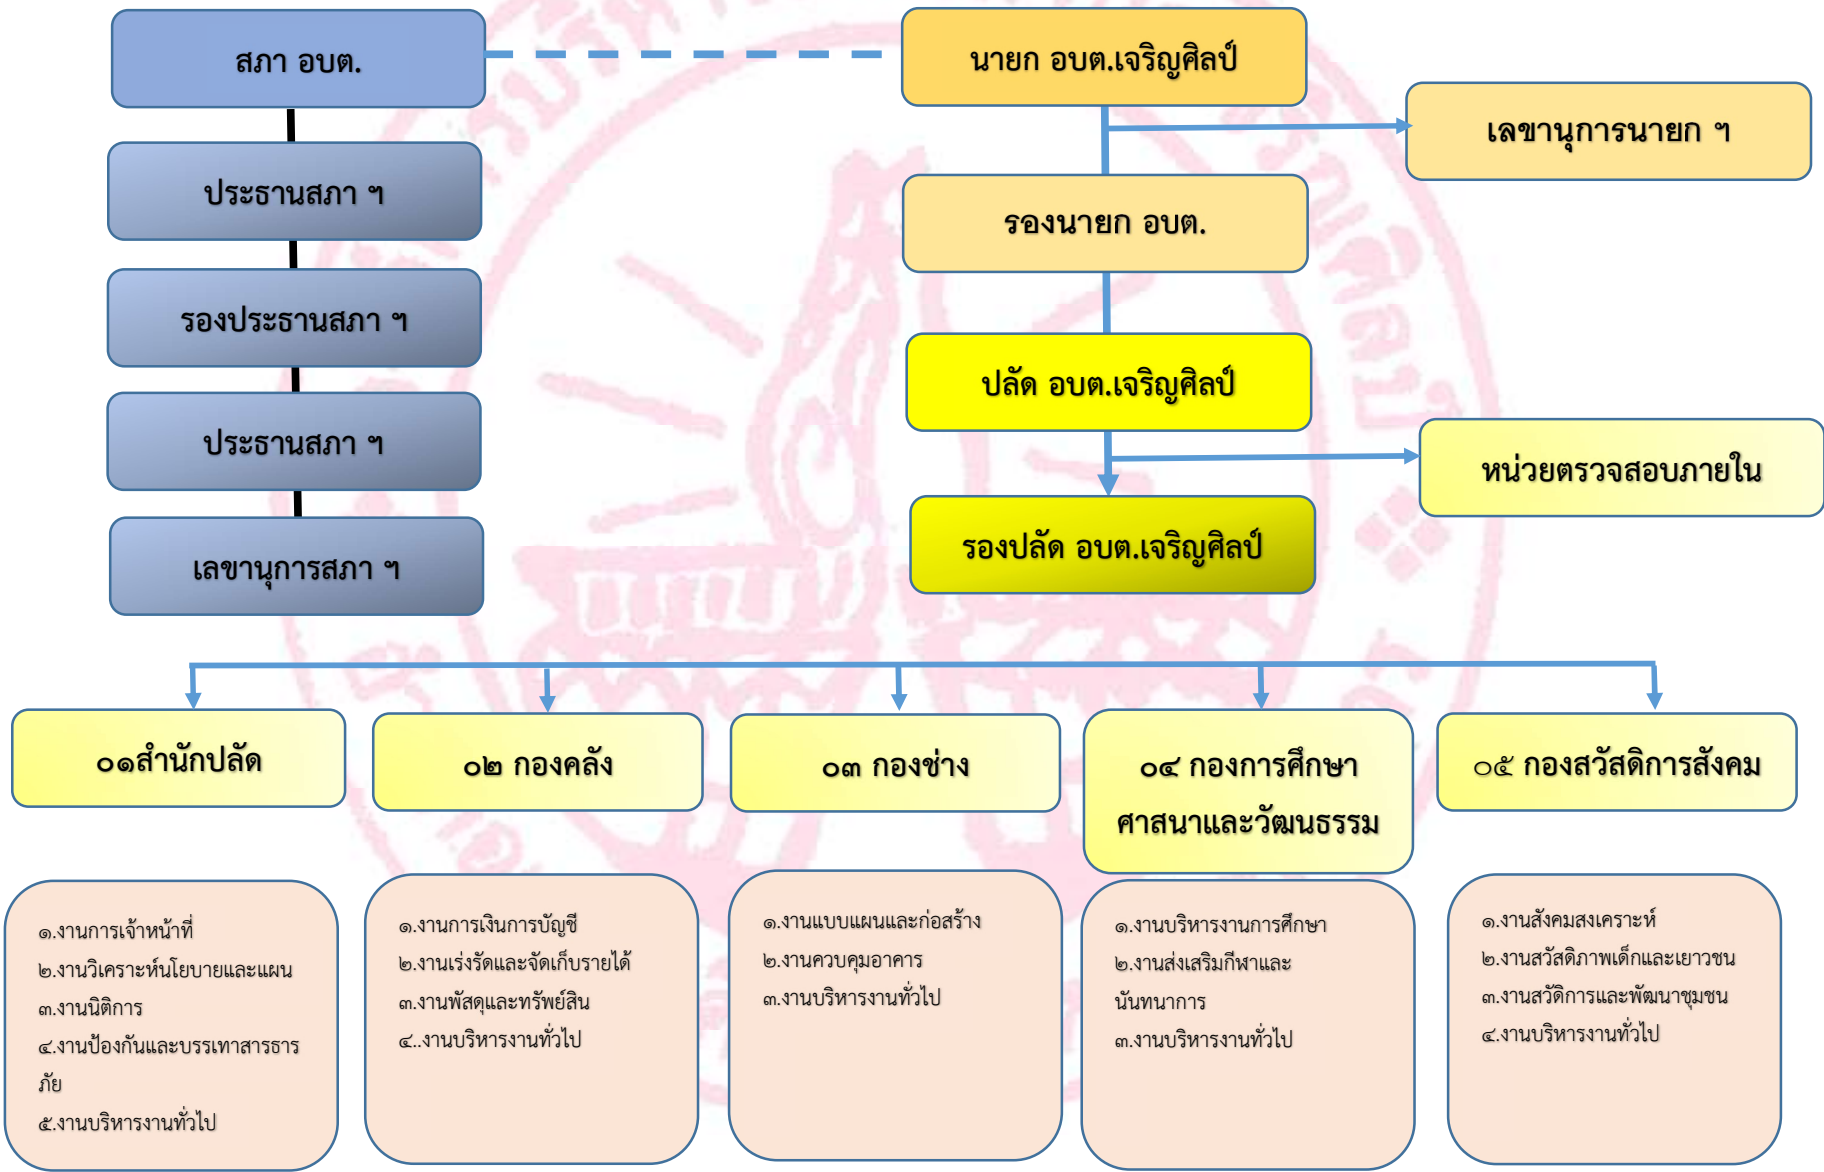 สภา อบต.
นายก อบต.เจริญศิลป์
เลขานุการนายก ฯ
ประธานสภา ฯ
รองนายก อบต.
รองประธานสภา ฯ
ปลัด อบต.เจริญศิลป์
ประธานสภา ฯ
หน่วยตรวจสอบภายใน
รองปลัด อบต.เจริญศิลป์
เลขานุการสภา ฯ
๐๑สำนักปลัด
๐๒ กองคลัง
๐๓ กองช่าง
๐๔ กองการศึกษา
ศาสนาและวัฒนธรรม
๐๕ กองสวัสดิการสังคม
๑.งานการเจ้าหน้าที่
๒.งานวิเคราะห์นโยบายและแผน
๓.งานนิติการ
๔.งานป้องกันและบรรเทาสารธาร
ภัย
๕.งานบริหารงานทั่วไป
๑.งานการเงินการบัญชี
๒.งานเร่งรัดและจัดเก็บรายได้
๓.งานพัสดุและทรัพย์สิน
๔..งานบริหารงานทั่วไป
๑.งานแบบแผนและก่อสร้าง
๒.งานควบคุมอาคาร
๓.งานบริหารงานทั่วไป
๑.งานบริหารงานการศึกษา
๒.งานส่งเสริมกีฬาและ
นันทนาการ
๓.งานบริหารงานทั่วไป
๑.งานสังคมสงเคราะห์
๒.งานสวัสดิภาพเด็กและเยาวชน
๓.งานสวัดิการและพัฒนาชุมชน
๔.งานบริหารงานทั่วไป